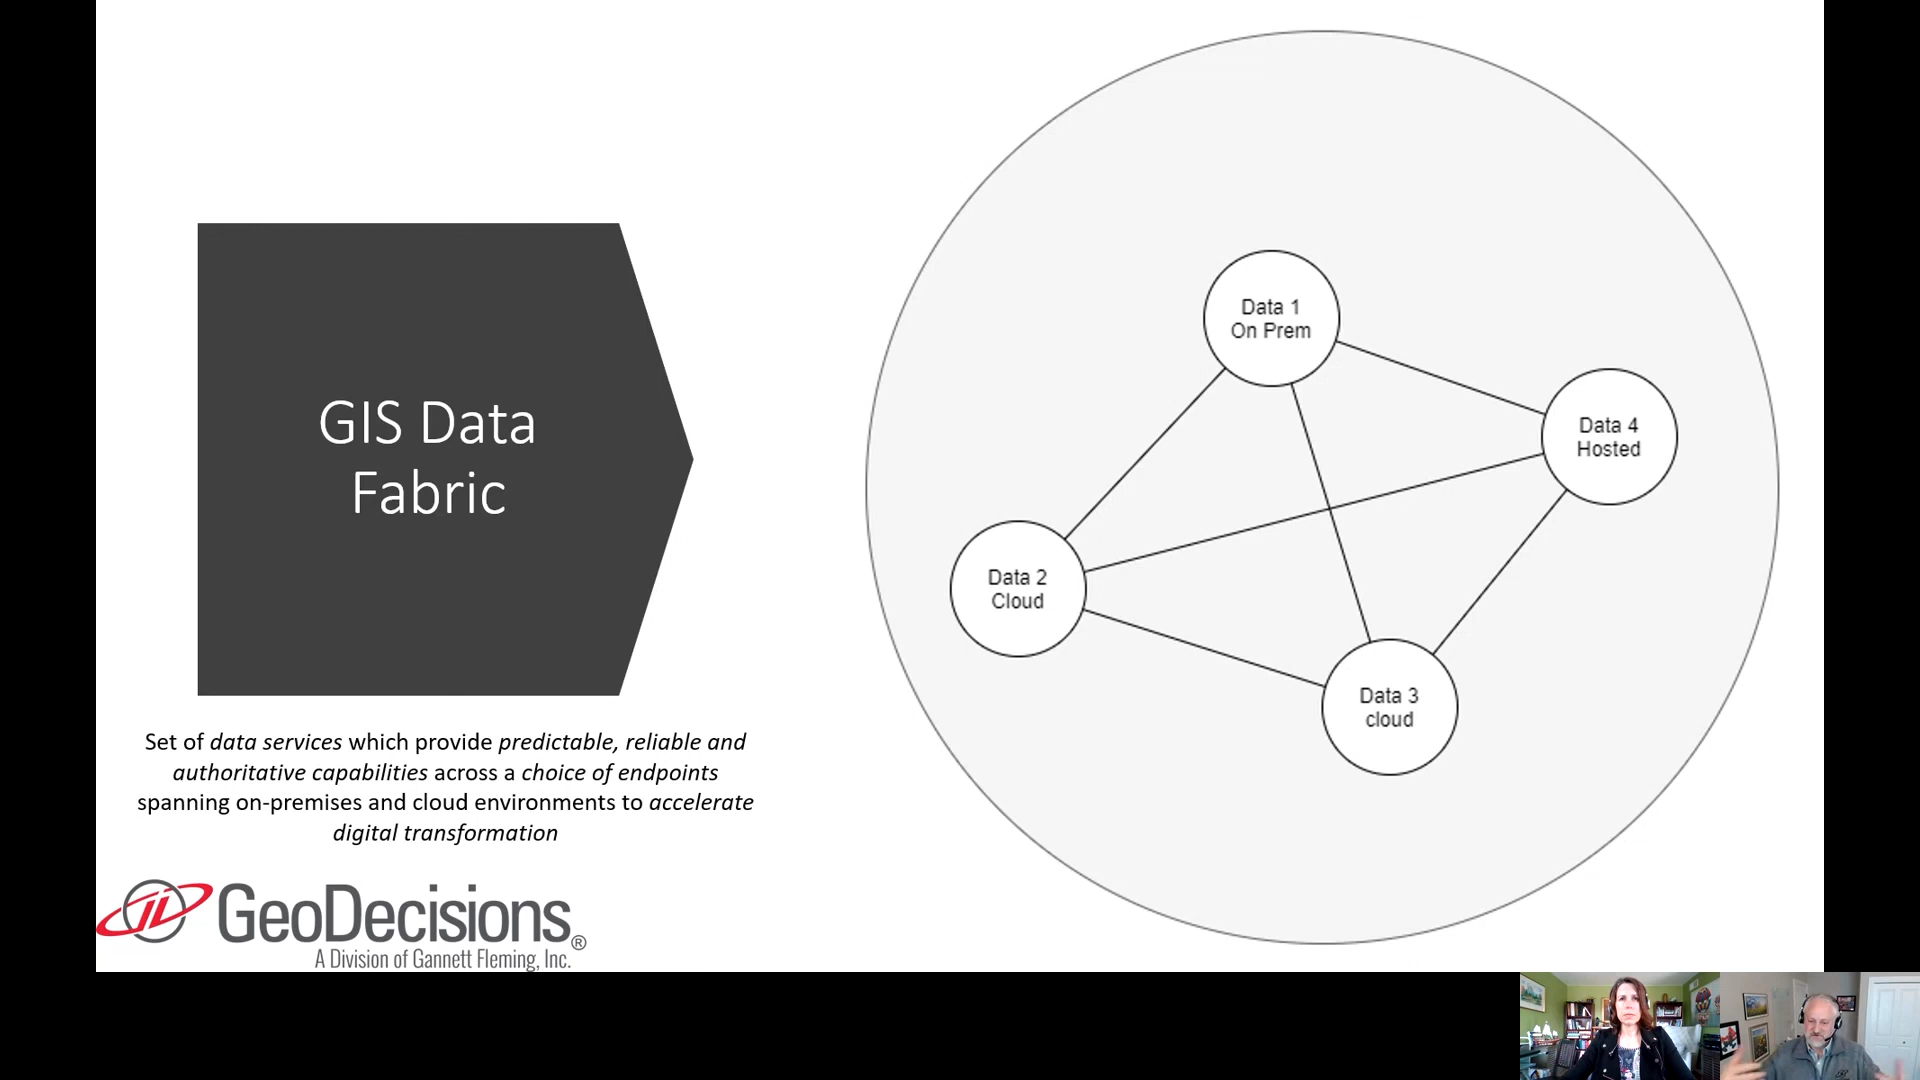 GIS Data
Fabric
Set of data services which provide predictable, reliable and
authoritative capabilities across a choice of endpoints
spanning on-premises and cloud environments to accelerate
digital transformation
GeoDecisions®
A Division of Gannett Fleming, Inc.
Data 1
On Prem
Data 4
Hosted
Data 2
Cloud
Data 3
cloud